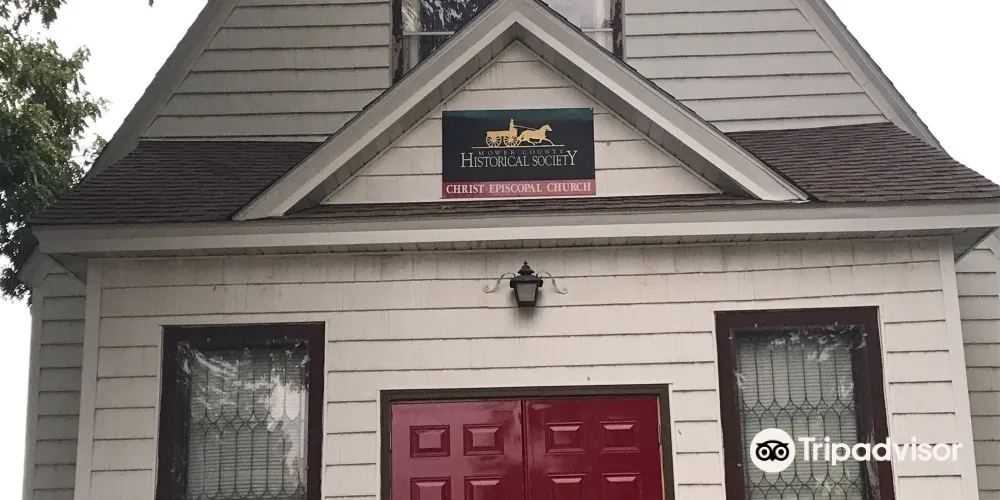 MOWER COUNTY
HISTORICAL SOCIETY
CHRIST EPISCOPAL CHURCH
Tripadvisor